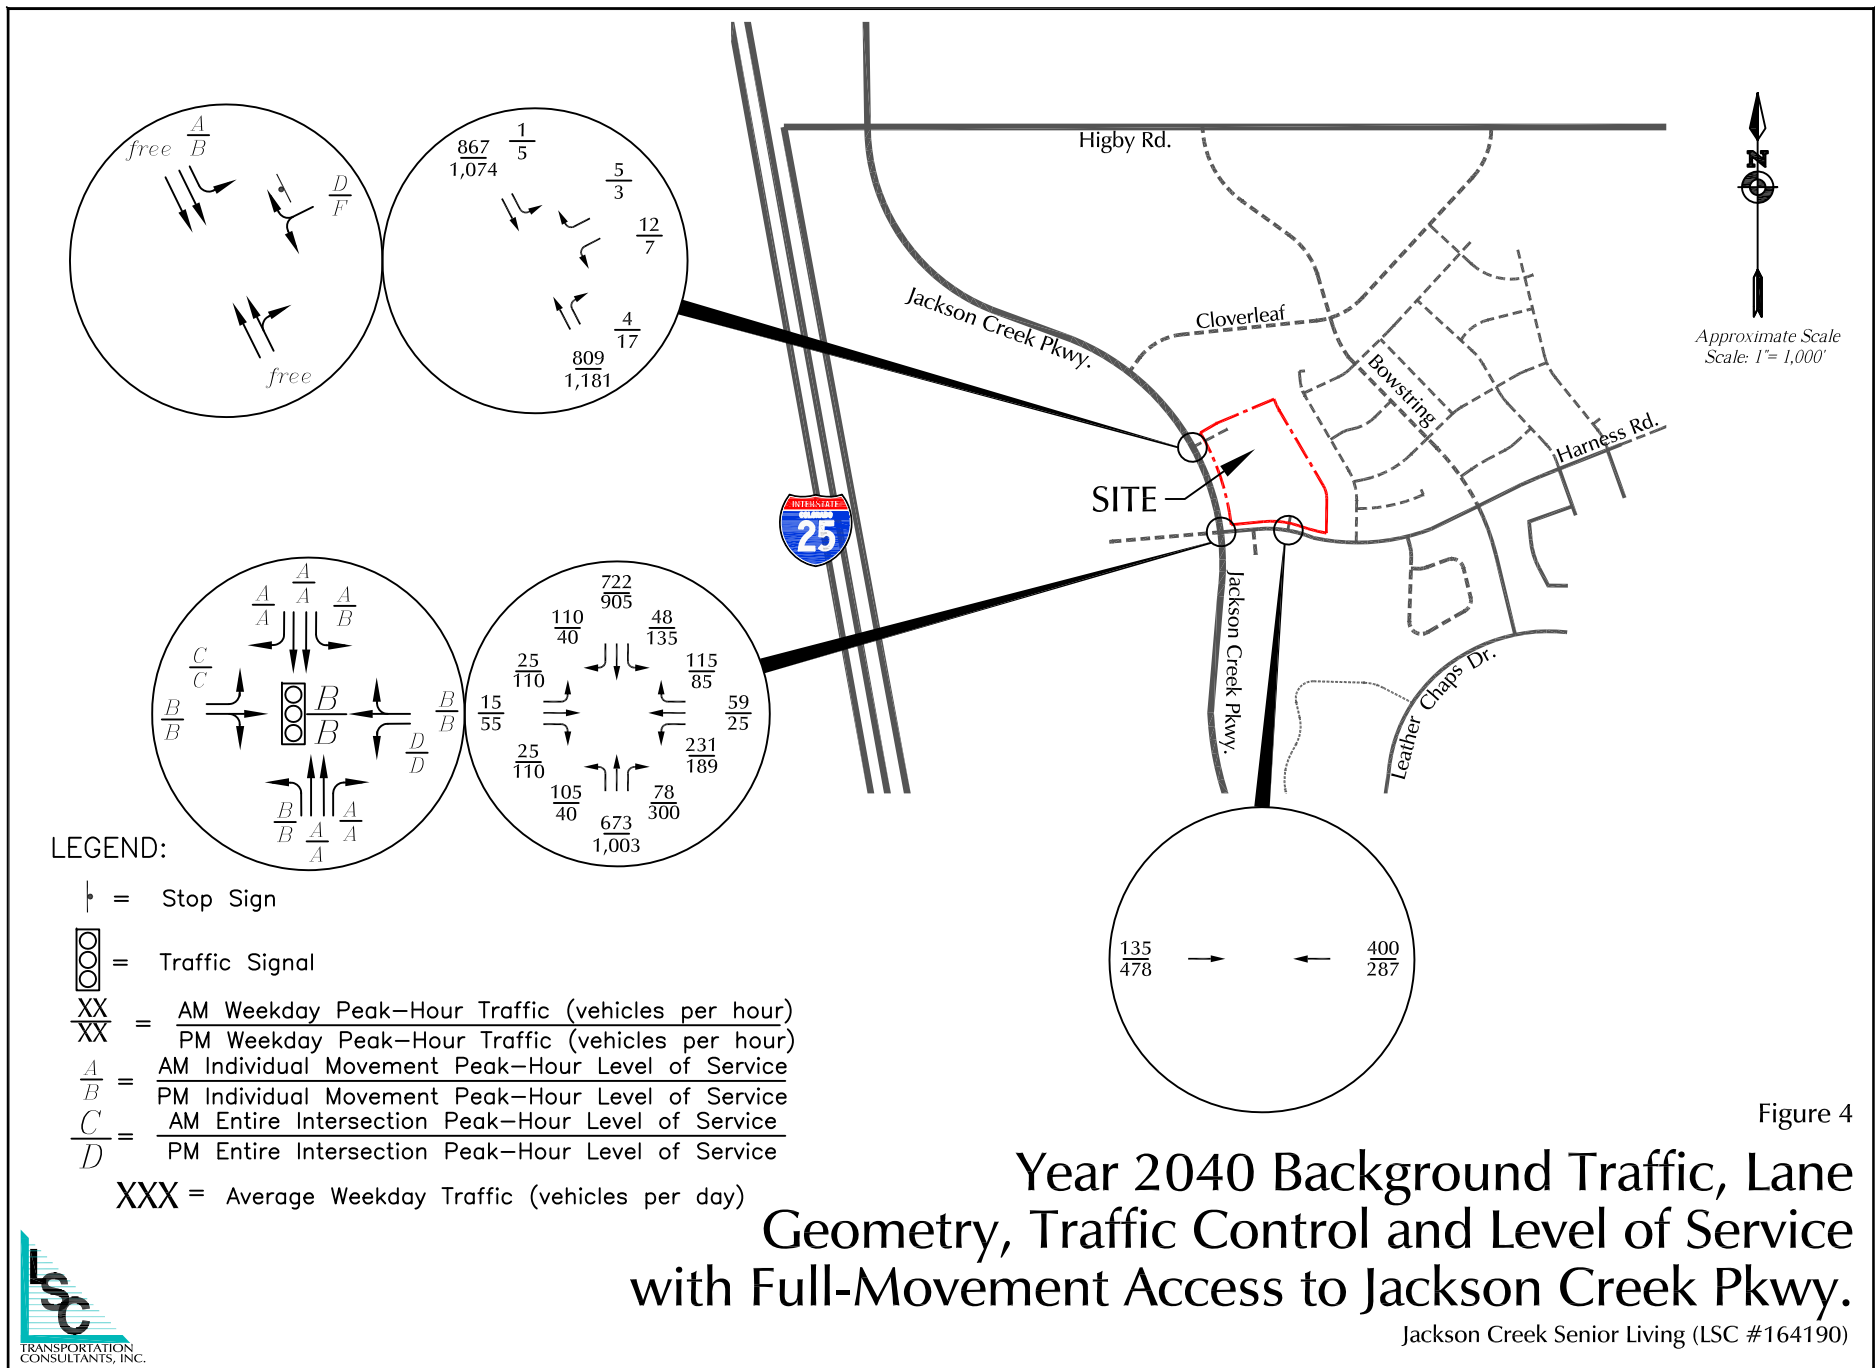 Higby Rd.
Jackson Creek Pkwy.
Cloverleaf
Bowstring
Harness Rd.
SITE
Jackson Creek Pkwy.
Leather Chaps Dr.
INTERSTATE
COLORADO
25
N
Approximate Scale
Scale: 1"= 1,000'
free
A
B
D
F
free
867
1,074
1
5
5
3
12
7
4
17
809
1,181
A
A
A
A
A
B
C
C
B
B
B
B
B
B
D
D
B
B
A
A
A
A
722
905
110
40
48
135
25
110
115
85
15
55
59
25
25
110
231
189
105
40
78
300
673
1,003
135
478
400
287
LEGEND:
= Stop Sign
= Traffic Signal
XX
XX
=
AM Weekday Peak-Hour Traffic (vehicles per hour)
PM Weekday Peak-Hour Traffic (vehicles per hour)
A
B
=
AM Individual Movement Peak-Hour Level of Service
PM Individual Movement Peak-Hour Level of Service
C
D
=
AM Entire Intersection Peak-Hour Level of Service
PM Entire Intersection Peak-Hour Level of Service
XXX = Average Weekday Traffic (vehicles per day)
Figure 4
Year 2040 Background Traffic, Lane
Geometry, Traffic Control and Level of Service
with Full-Movement Access to Jackson Creek Pkwy.
Jackson Creek Senior Living (LSC #164190)
LSC
TRANSPORTATION
CONSULTANTS, INC.